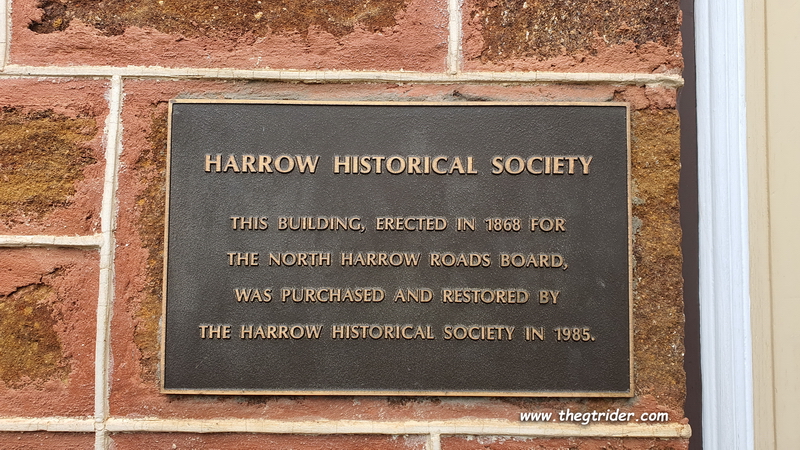 HARROW HISTORICAL SOCIETY
THIS BUILDING, ERECTED IN 1868 FOR
THE NORTH HARROW ROADS BOARD,
WAS PURCHASED AND RESTORED BY
THE HARROW HISTORICAL SOCIETY IN 1985.
www.thegtrider.com